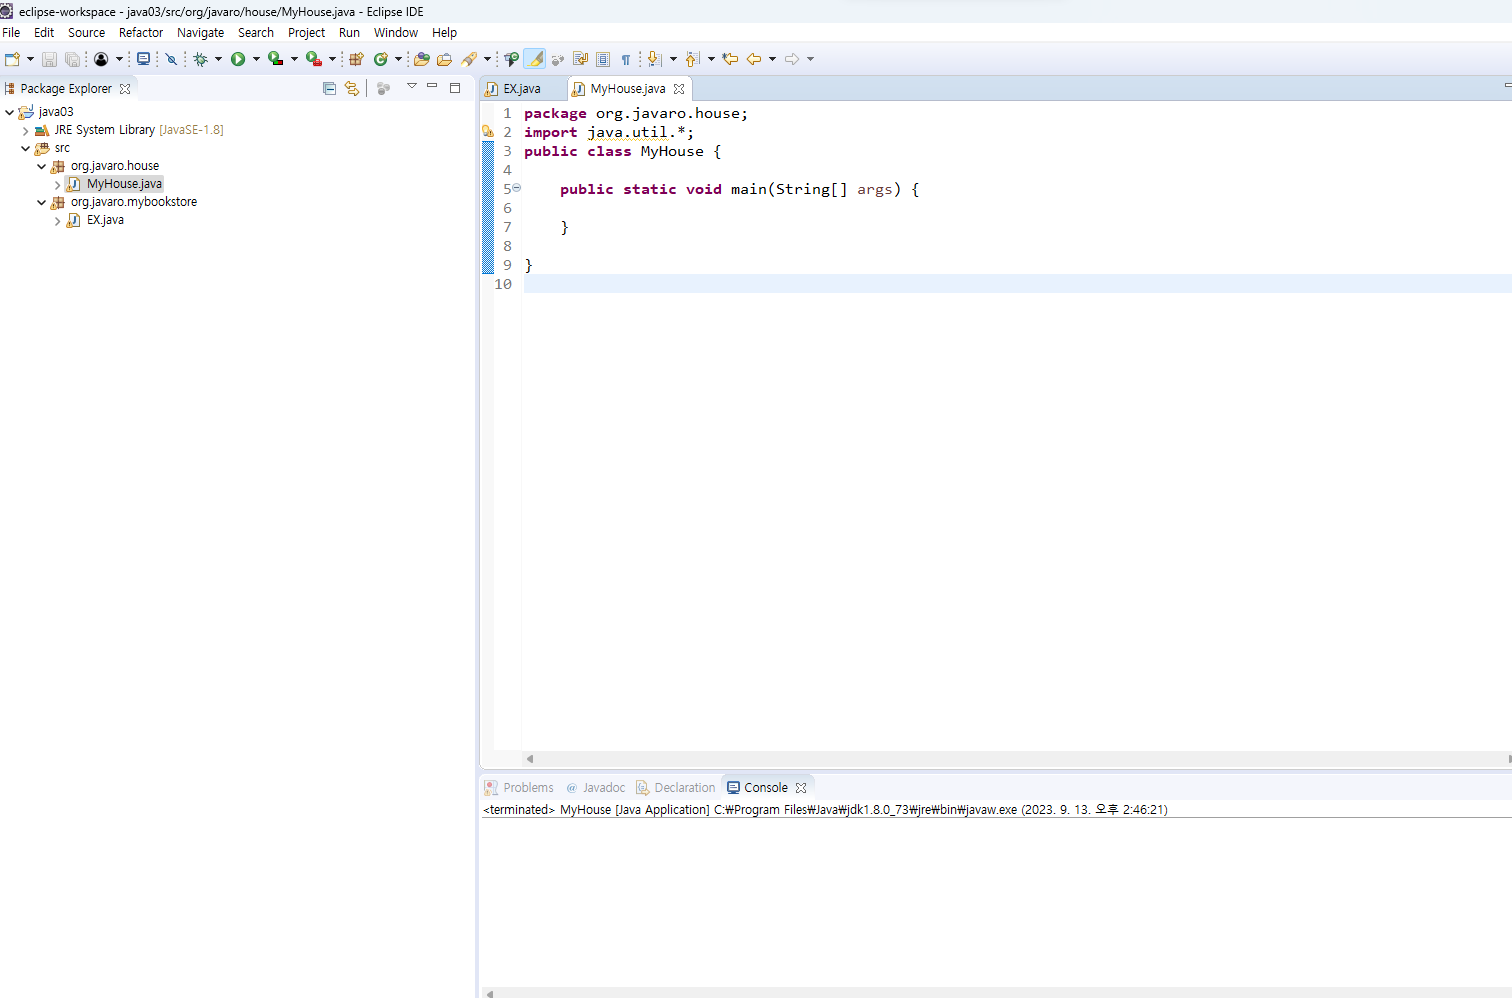 eclipse-workspace - java03/src/org/javaro/house/MyHouse.java - Eclipse IDE
File Edit Source Refactor Navigate Search Project Run Window Help
Package Explorer
java03
JRE System Library [JavaSE-1.8]
src
org.javaro.house
MyHouse.java
org.javaro.mybookstore
EX.java
EX.java MyHouse.java
1 package org.javaro.house;
2 import java.util.*;
3 public class MyHouse {
4
5 public static void main(String[] args) {
6
7 }
8
9 }
10
Problems @ Javadoc Declaration Console
<terminated> MyHouse [Java Application] C:₩Program Files₩Java₩jdk1.8.0_73₩jre₩bin₩javaw.exe (2023. 9. 13. 오후 2:46:21)